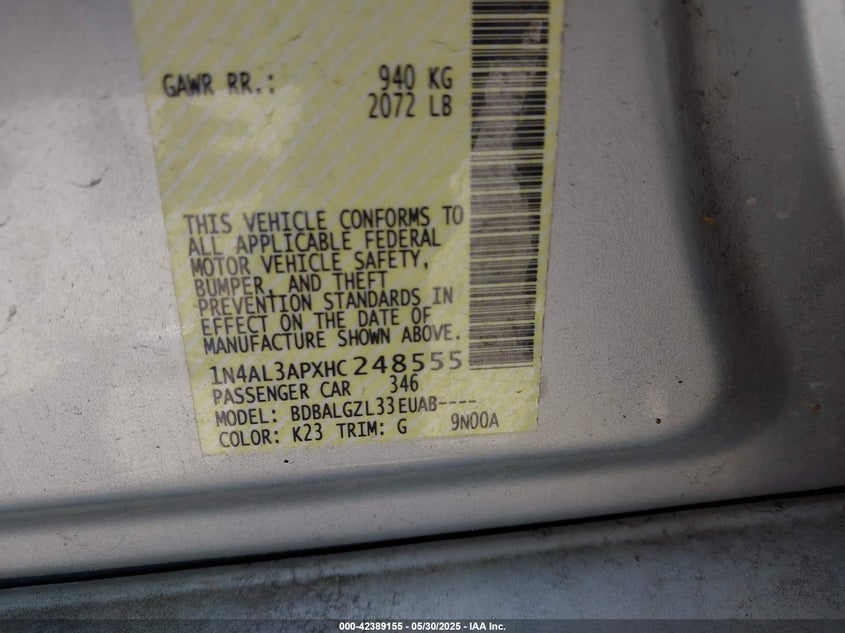 GAWR RR.: 940 KG
2072 LB
THIS VEHICLE CONFORMS TO
ALL APPLICABLE FEDERAL
MOTOR VEHICLE SAFETY,
BUMPER, AND THEFT
PREVENTION STANDARDS IN
EFFECT ON THE DATE OF
MANUFACTURE SHOWN ABOVE.
1N4AL3APXHC248555
PASSENGER CAR 346
MODEL: BDBALGZL33EUAB----
COLOR: K23 TRIM: G 9N00A
000-42389155 - 05/30/2025 - IAA Inc.